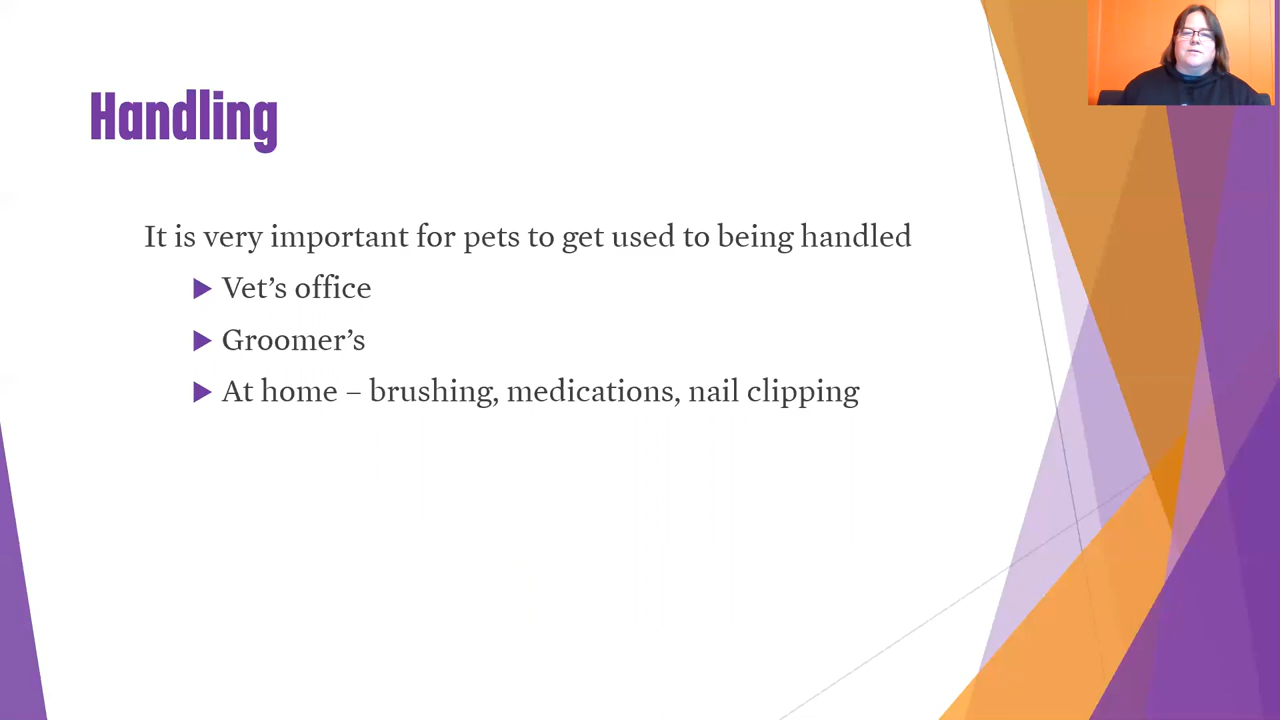 Handling
It is very important for pets to get used to being handled
Vet’s office
Groomer’s
At home – brushing, medications, nail clipping